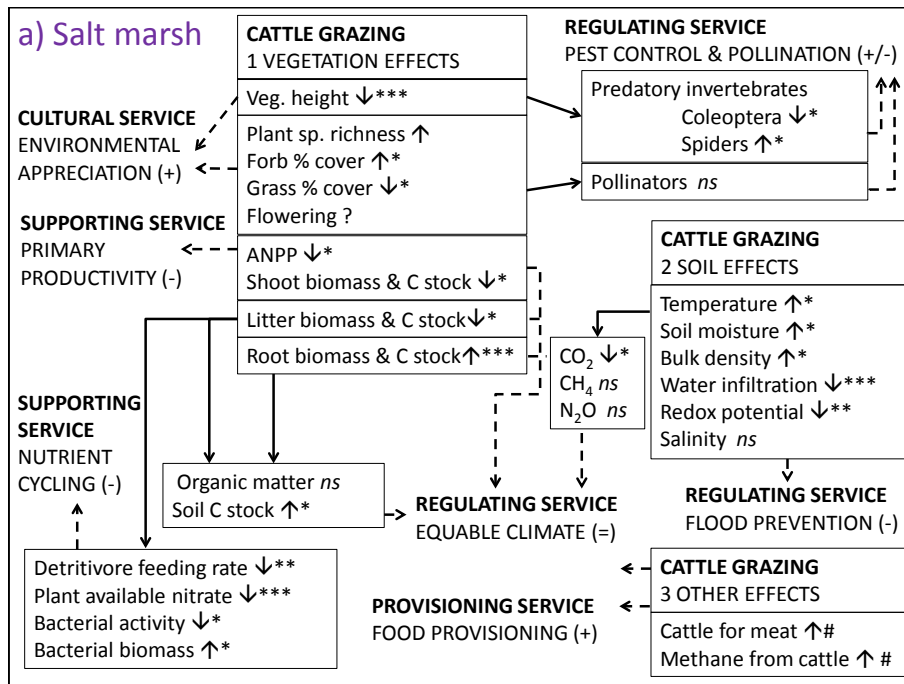 a) Salt marsh
CATTLE GRAZING
1 VEGETATION EFFECTS
Veg. height ↓***
Plant sp. richness ↑
Forb % cover ↑*
Grass % cover ↓*
Flowering ?
ANPP ↓*
Shoot biomass & C stock ↓*
Litter biomass & C stock↓*
Root biomass & C stock↑***
REGULATING SERVICE
PEST CONTROL & POLLINATION (+/-)
Predatory invertebrates
Coleoptera ↓*
Spiders ↑*
Pollinators ns
CULTURAL SERVICE
ENVIRONMENTAL
APPRECIATION (+)
SUPPORTING SERVICE
PRIMARY
PRODUCTIVITY (-)
CATTLE GRAZING
2 SOIL EFFECTS
Temperature ↑*
Soil moisture ↑*
Bulk density ↑*
Water infiltration ↓***
Redox potential ↓**
Salinity ns
CO₂ ↓*
CH₄ ns
N₂O ns
SUPPORTING
SERVICE
NUTRIENT
CYCLING (-)
Organic matter ns
Soil C stock ↑*
REGULATING SERVICE
EQUABLE CLIMATE (=)
REGULATING SERVICE
FLOOD PREVENTION (-)
Detritivore feeding rate ↓**
Plant available nitrate ↓***
Bacterial activity ↓*
Bacterial biomass ↑*
PROVISIONING SERVICE
FOOD PROVISIONING (+)
CATTLE GRAZING
3 OTHER EFFECTS
Cattle for meat ↑#
Methane from cattle ↑ #